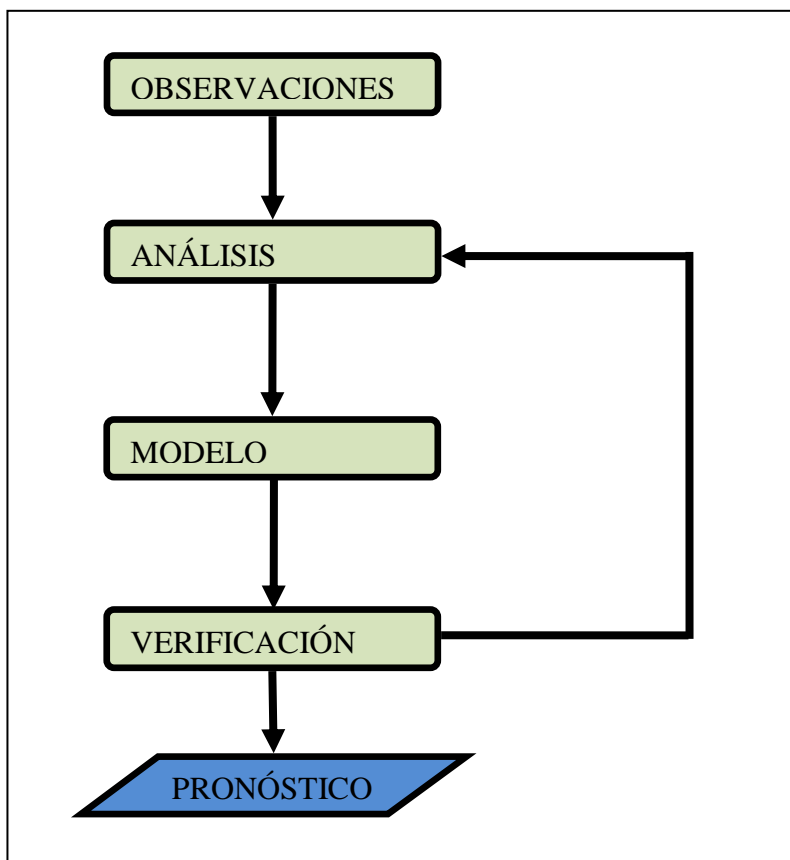 OBSERVACIONES
ANÁLISIS
MODELO
VERIFICACIÓN
PRONÓSTICO